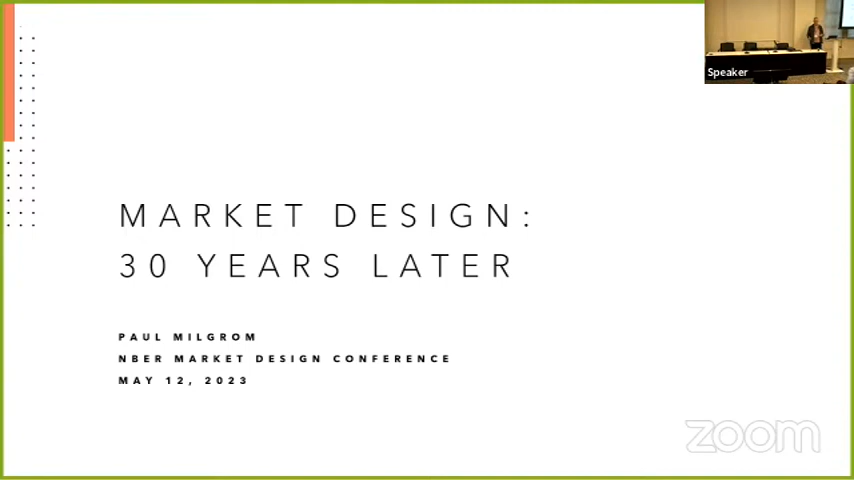 Speaker
MARKET DESIGN:
30 YEARS LATER
PAUL MILGROM
NBER MARKET DESIGN CONFERENCE
MAY 12, 2023
zoom